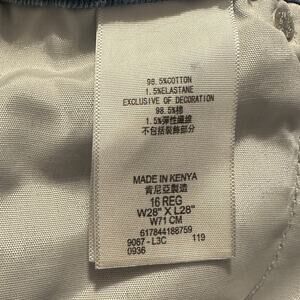 98.5%COTTON
1.5%ELASTANE
EXCLUSIVE OF DECORATION
98.5%棉
1.5%彈性纖維
不包括裝飾部分
MADE IN KENYA
肯尼亞製造
16 REG
W28" X L28"
W71 CM
617844188759
9067-L3C 119
0936